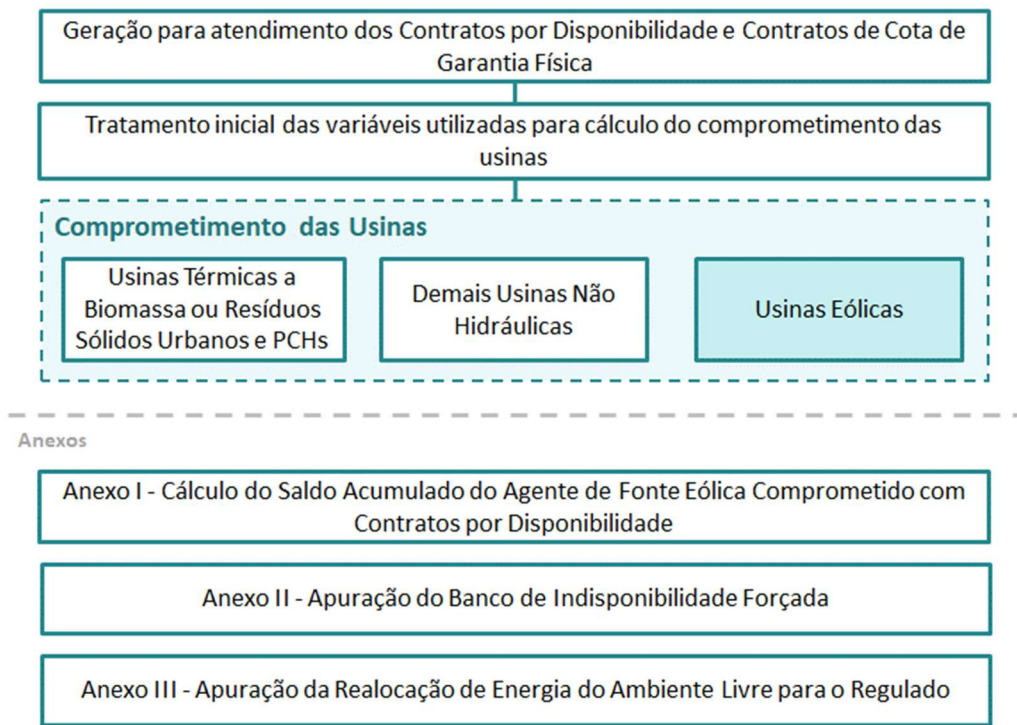 Geração para atendimento dos Contratos por Disponibilidade e Contratos de Cota de
Garantia Física
Tratamento inicial das variáveis utilizadas para cálculo do comprometimento das
usinas
Comprometimento das Usinas
Usinas Térmicas a
Biomassa ou Resíduos
Sólidos Urbanos e PCHs
Demais Usinas Não
Hidráulicas
Usinas Eólicas
Anexos
Anexo I - Cálculo do Saldo Acumulado do Agente de Fonte Eólica Comprometido com
Contratos por Disponibilidade
Anexo II - Apuração do Banco de Indisponibilidade Forçada
Anexo III - Apuração da Realocação de Energia do Ambiente Livre para o Regulado